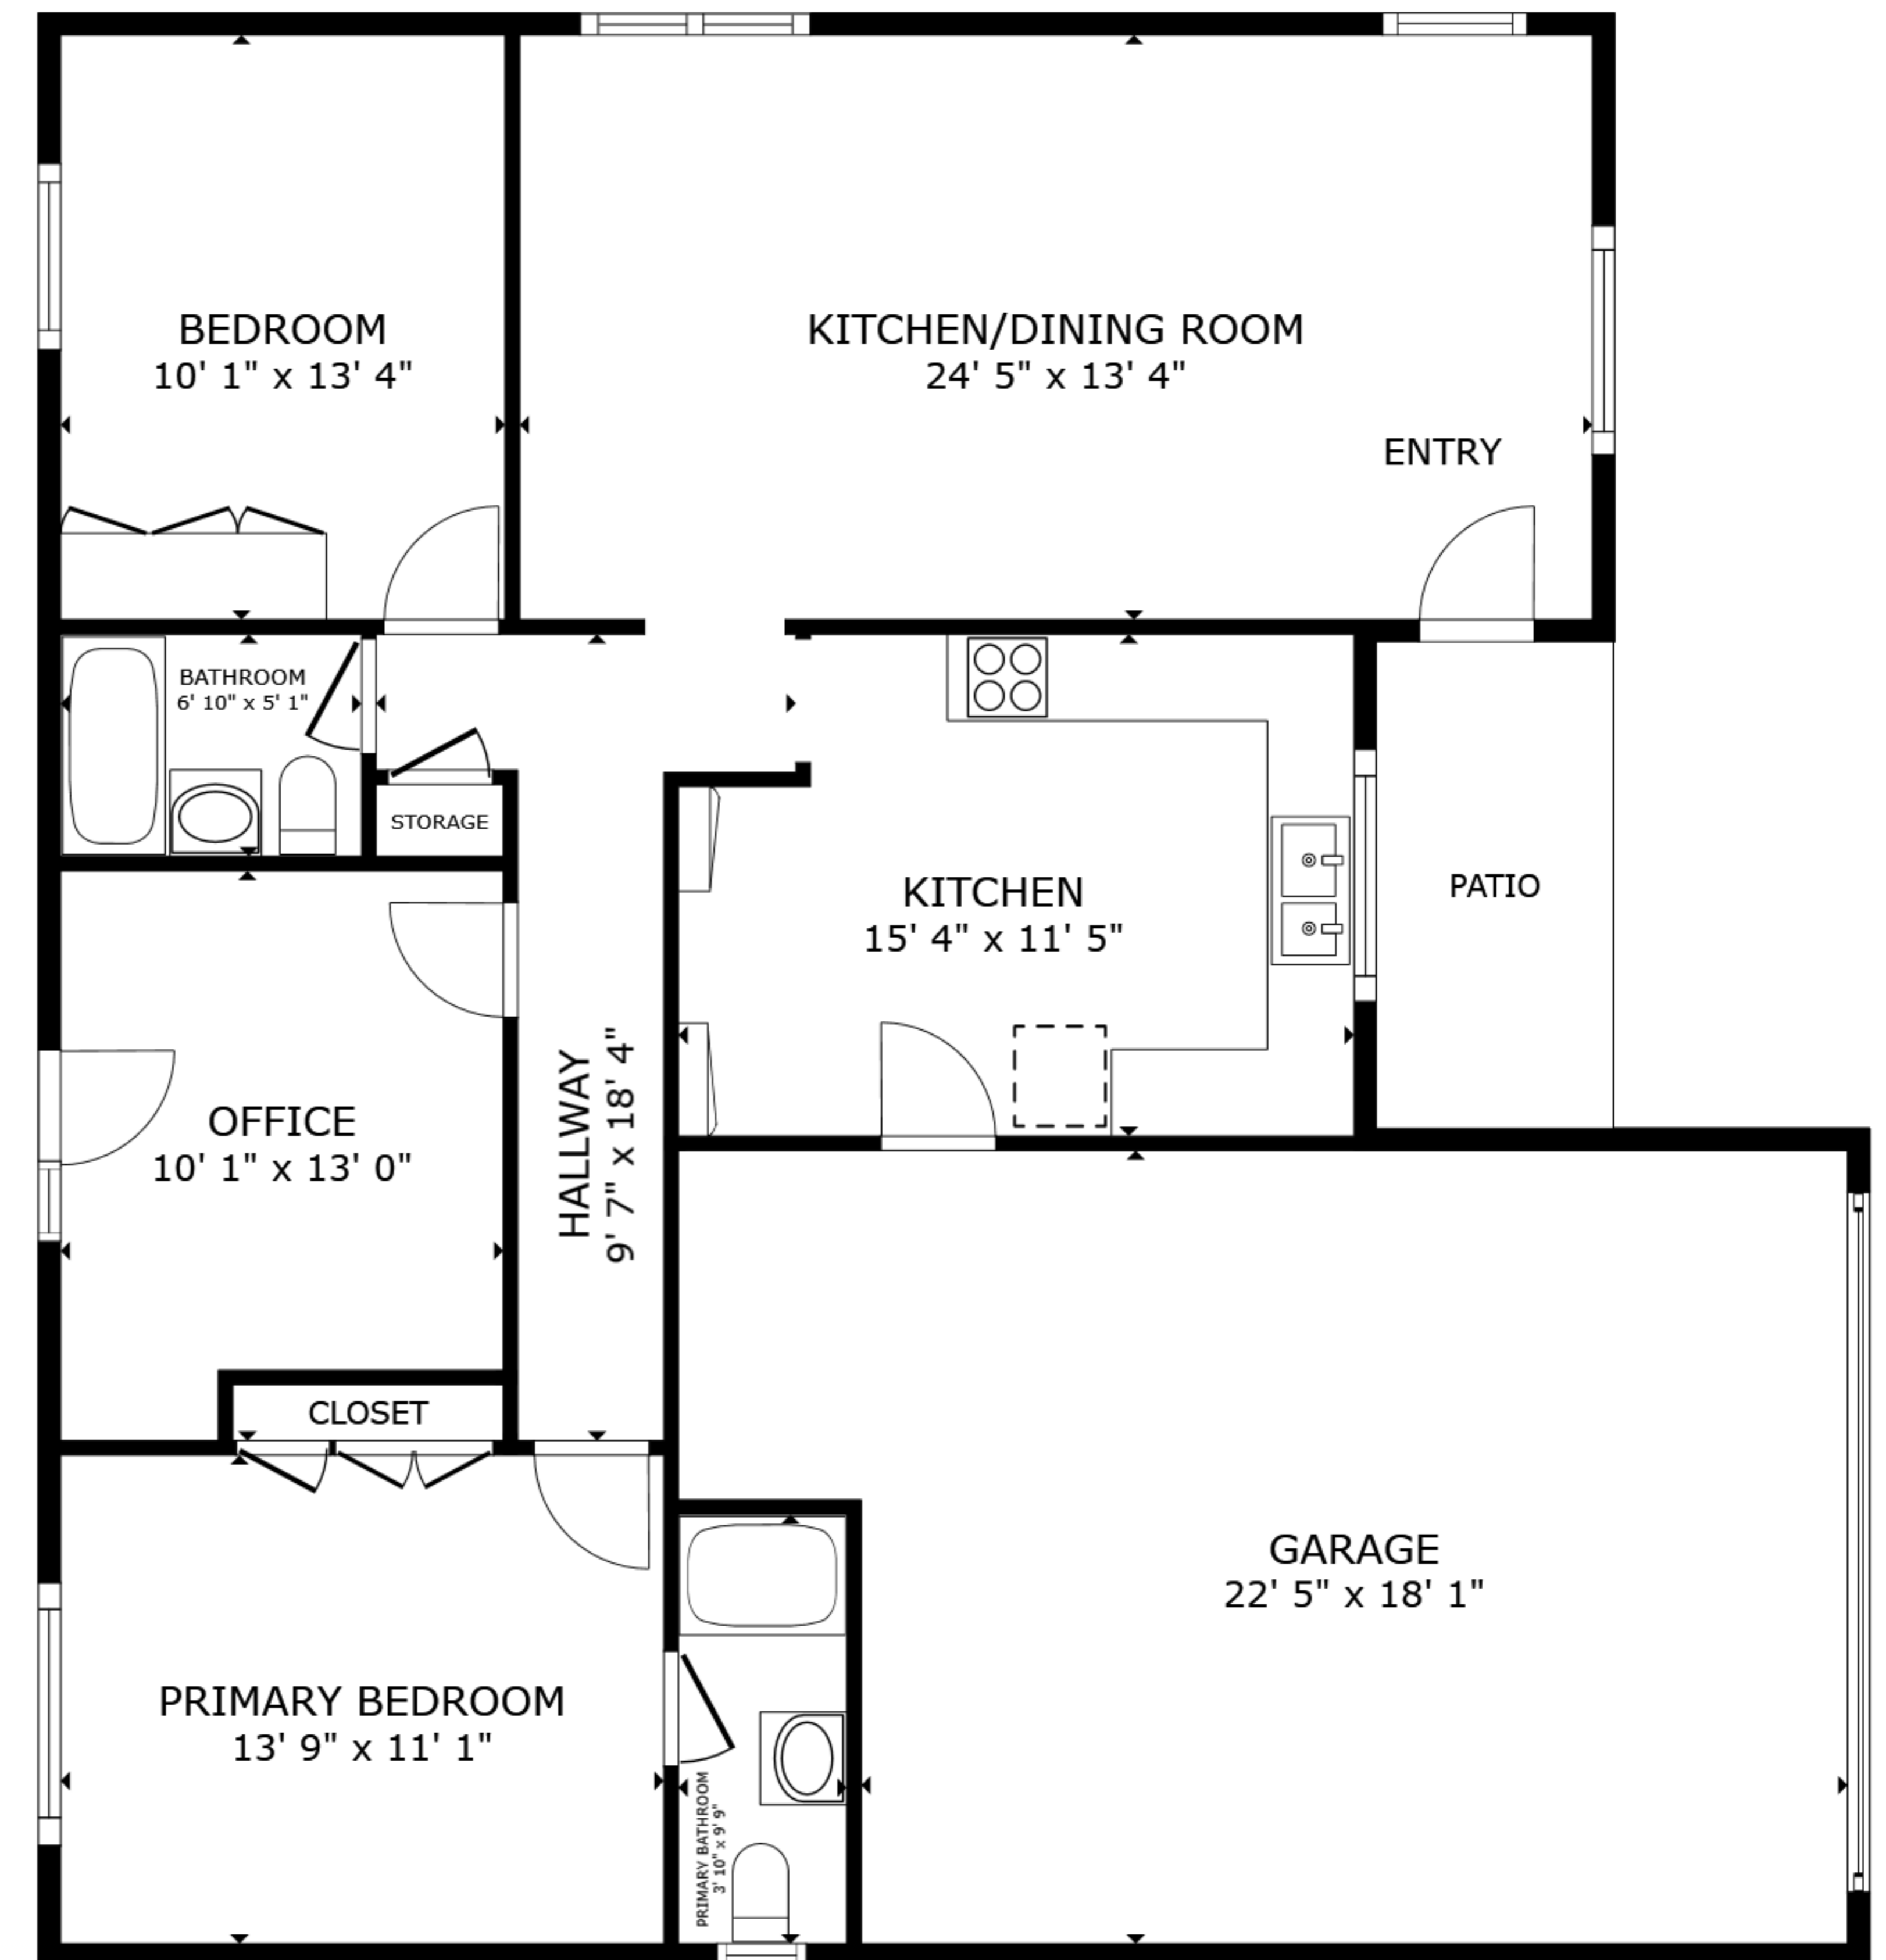 BEDROOM
10' 1" x 13' 4"
KITCHEN/DINING ROOM
24' 5" x 13' 4"
ENTRY
BATHROOM
6' 10" x 5' 1"
STORAGE
KITCHEN
15' 4" x 11' 5"
PATIO
OFFICE
10' 1" x 13' 0"
HALLWAY
9' 7" x 18' 4"
CLOSET
GARAGE
22' 5" x 18' 1"
PRIMARY BEDROOM
13' 9" x 11' 1"
PRIMARY BATHROOM
3' 10" x 9' 9"